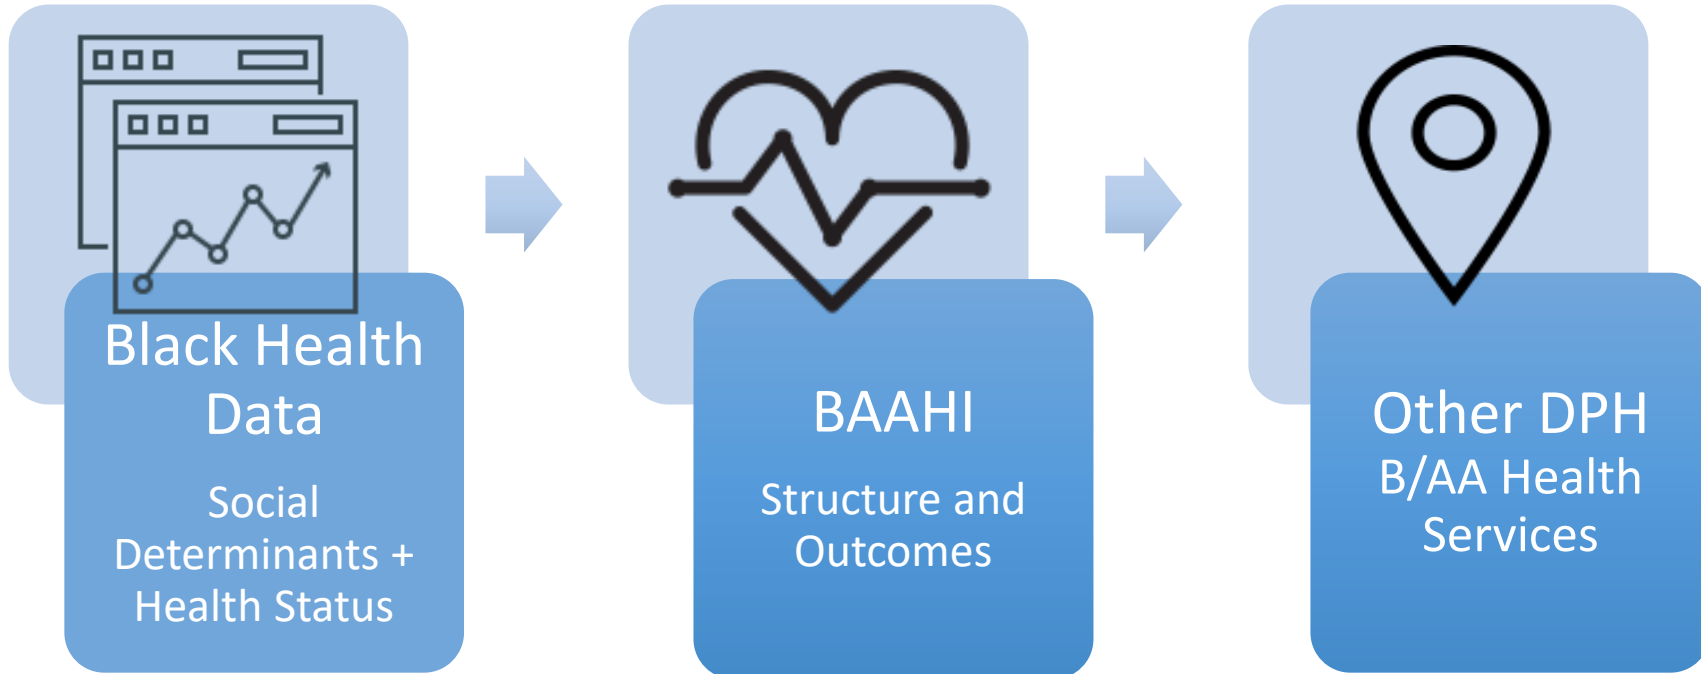 Black Health
Data
Social
Determinants +
Health Status
BAAHI
Structure and
Outcomes
Other DPH
B/AA Health
Services